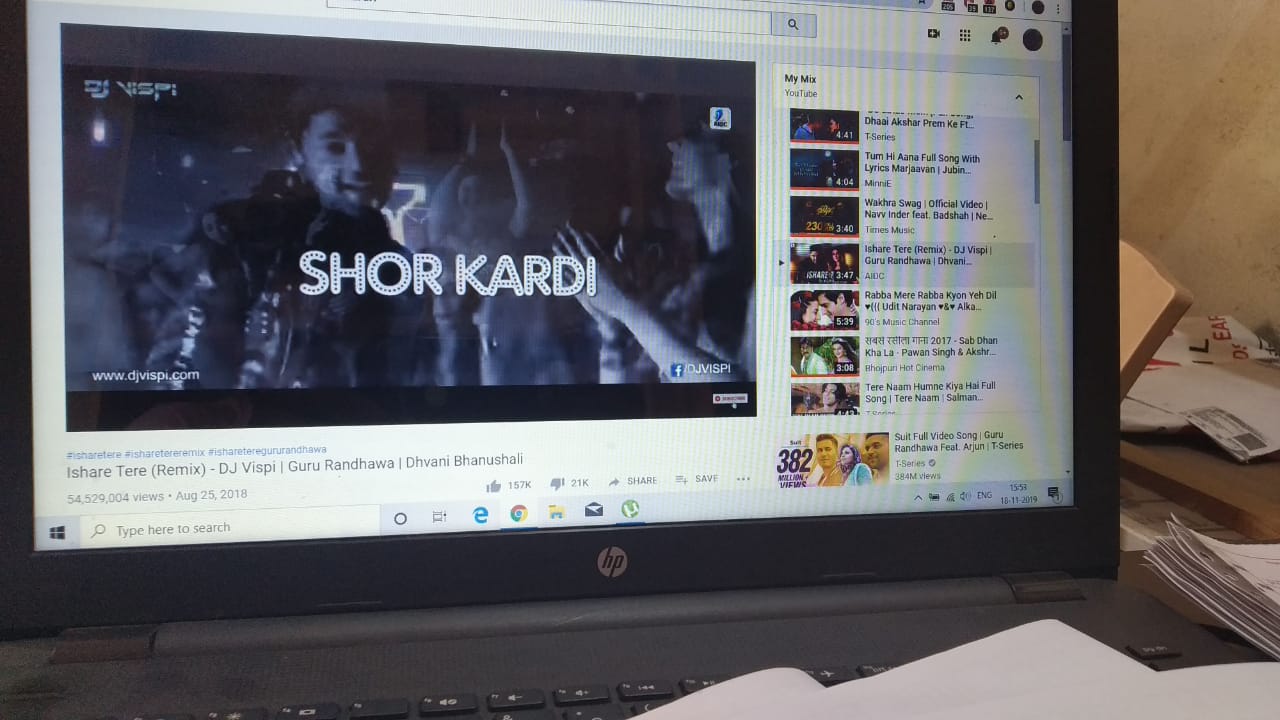 DJ VISPI
AIDC
SHOR KARDI
www.djvispi.com
/DJVISPI
SUBSCRIBE
#isharetere #isharetereremix #isharetereguru​randhawa
Ishare Tere (Remix) - DJ Vispi | Guru Randhawa | Dhvani Bhanushali
54,529,004 views • Aug 25, 2018
157K
21K
SHARE
SAVE
My Mix
YouTube
Dhaai Akshar Prem Ke Ft...
T-Series
4:41
Tum Hi Aana Full Song With
Lyrics Marjaavan | Jubin...
MinniE
4:04
Wakhra Swag | Official Video |
Navv Inder feat. Badshah | Ne...
Times Music
3:40
Ishare Tere (Remix) - DJ Vispi |
Guru Randhawa | Dhvani...
AIDC
3:47
Rabba Mere Rabba Kyon Yeh Dil
♥((( Udit Narayan ♥&♥ Alka...
90's Music Channel
5:39
सबसे रसीला गाना 2017 - Sab Dhan
Kha La - Pawan Singh & Akshr...
Bhojpuri Hot Cinema
3:08
Tere Naam Humne Kiya Hai Full
Song | Tere Naam | Salman...
T-Series
Suit
382
MILLION
VIEWS
Suit Full Video Song | Guru
Randhawa Feat. Arjun | T-Series
T-Series
384M views
Type here to search
ENG
15:53
18-11-2019
hp